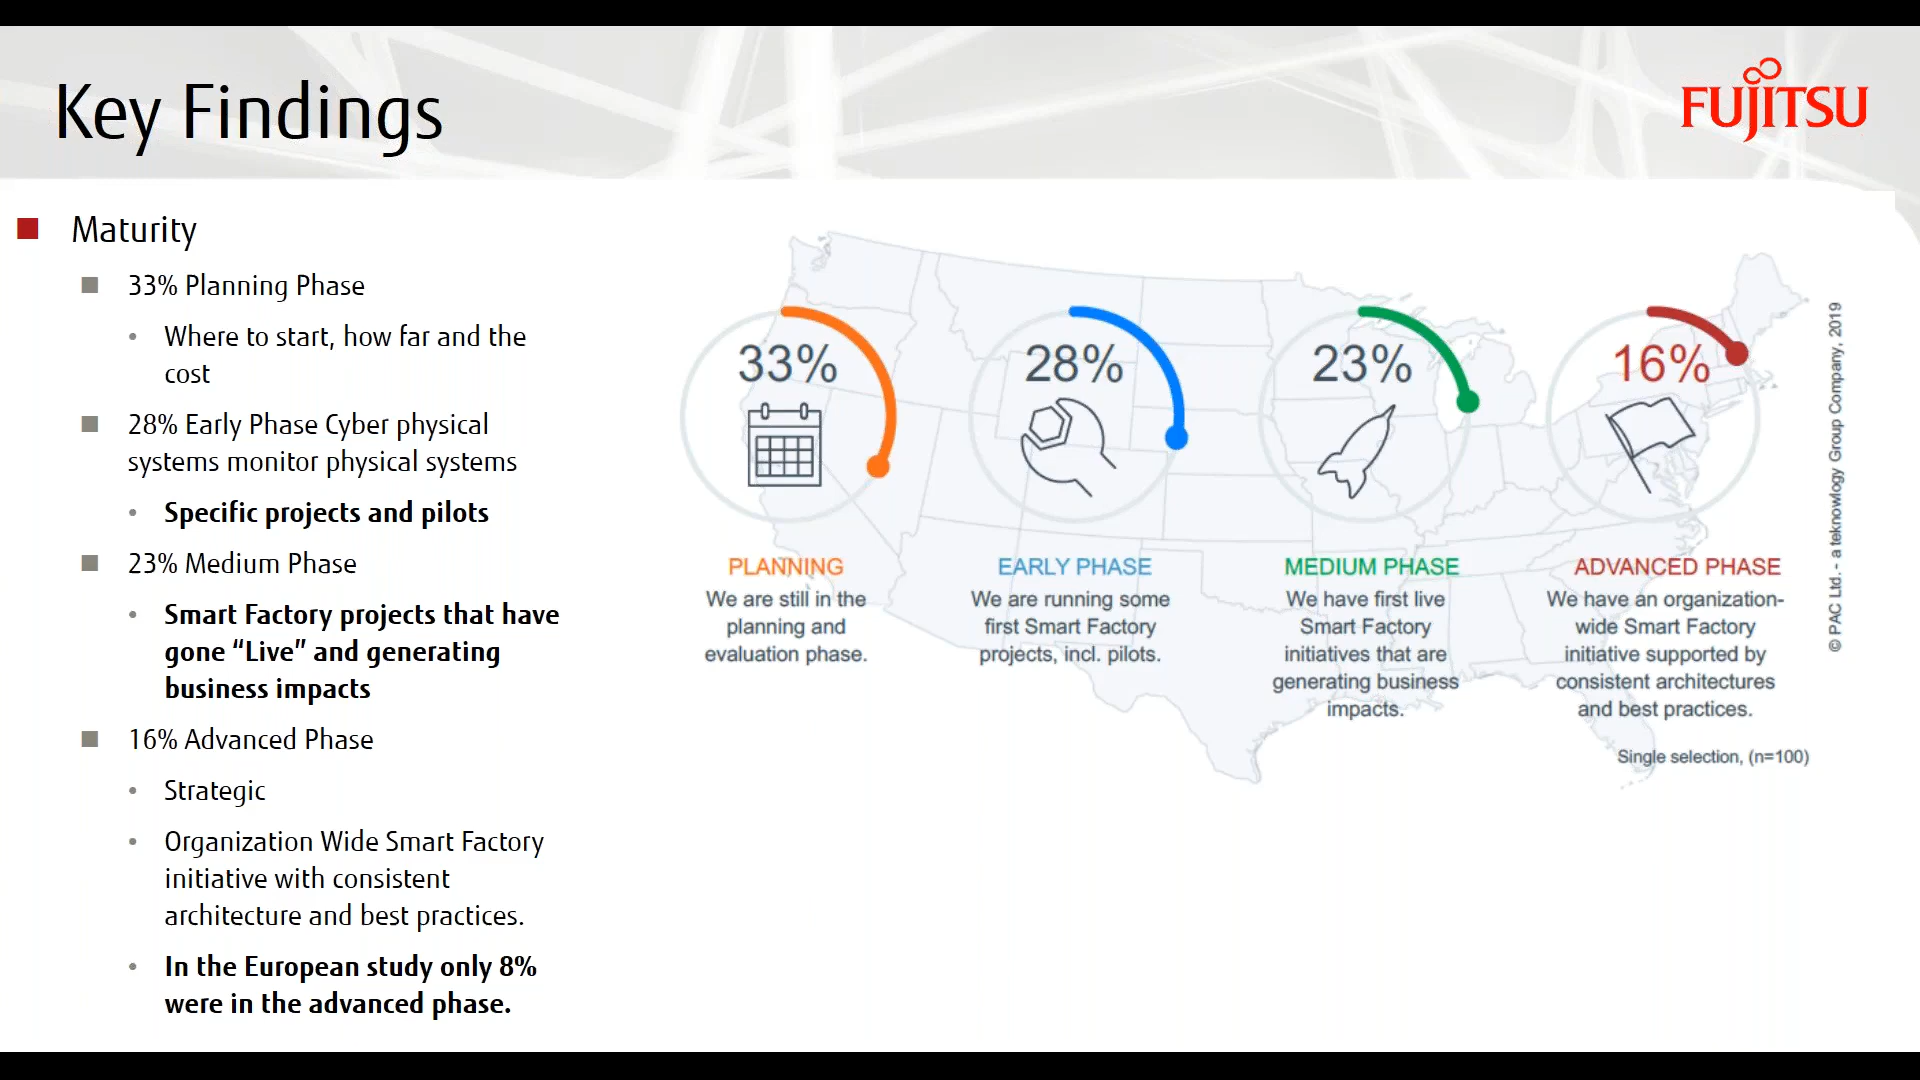 Key Findings
FUJITSU
Maturity
33% Planning Phase
• Where to start, how far and the
cost
28% Early Phase Cyber physical
systems monitor physical systems
• Specific projects and pilots
23% Medium Phase
• Smart Factory projects that have
gone “Live” and generating
business impacts
16% Advanced Phase
• Strategic
• Organization Wide Smart Factory
initiative with consistent
architecture and best practices.
• In the European study only 8%
were in the advanced phase.
33%
PLANNING
We are still in the
planning and
evaluation phase.
28%
EARLY PHASE
We are running some
first Smart Factory
projects, incl. pilots.
23%
MEDIUM PHASE
We have first live
Smart Factory
initiatives that are
generating business
impacts.
16%
ADVANCED PHASE
We have an organization-
wide Smart Factory
initiative supported by
consistent architectures
and best practices.
Single selection, (n=100)
© PAC Ltd. - a teknowlogy Group Company, 2019